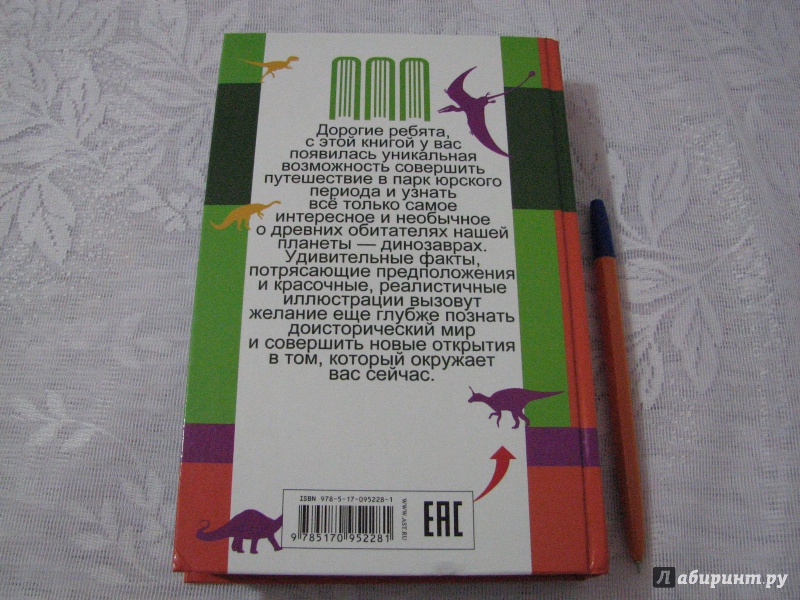 Дорогие ребята,
с этой книгой у вас
появилась уникальная
возможность совершить
путешествие в парк юрского
периода и узнать
всё только самое
интересное и необычное
о древних обитателях нашей
планеты — динозаврах.
Удивительные факты,
потрясающие предположения
и красочные, реалистичные
иллюстрации вызовут
желание еще глубже познать
доисторический мир
и совершить новые открытия
в том, который окружает
вас сейчас.
ISBN 978-5-17-095228-1
9 785170 952281
WWW.AST.RU
EAC
Лабиринт.ру